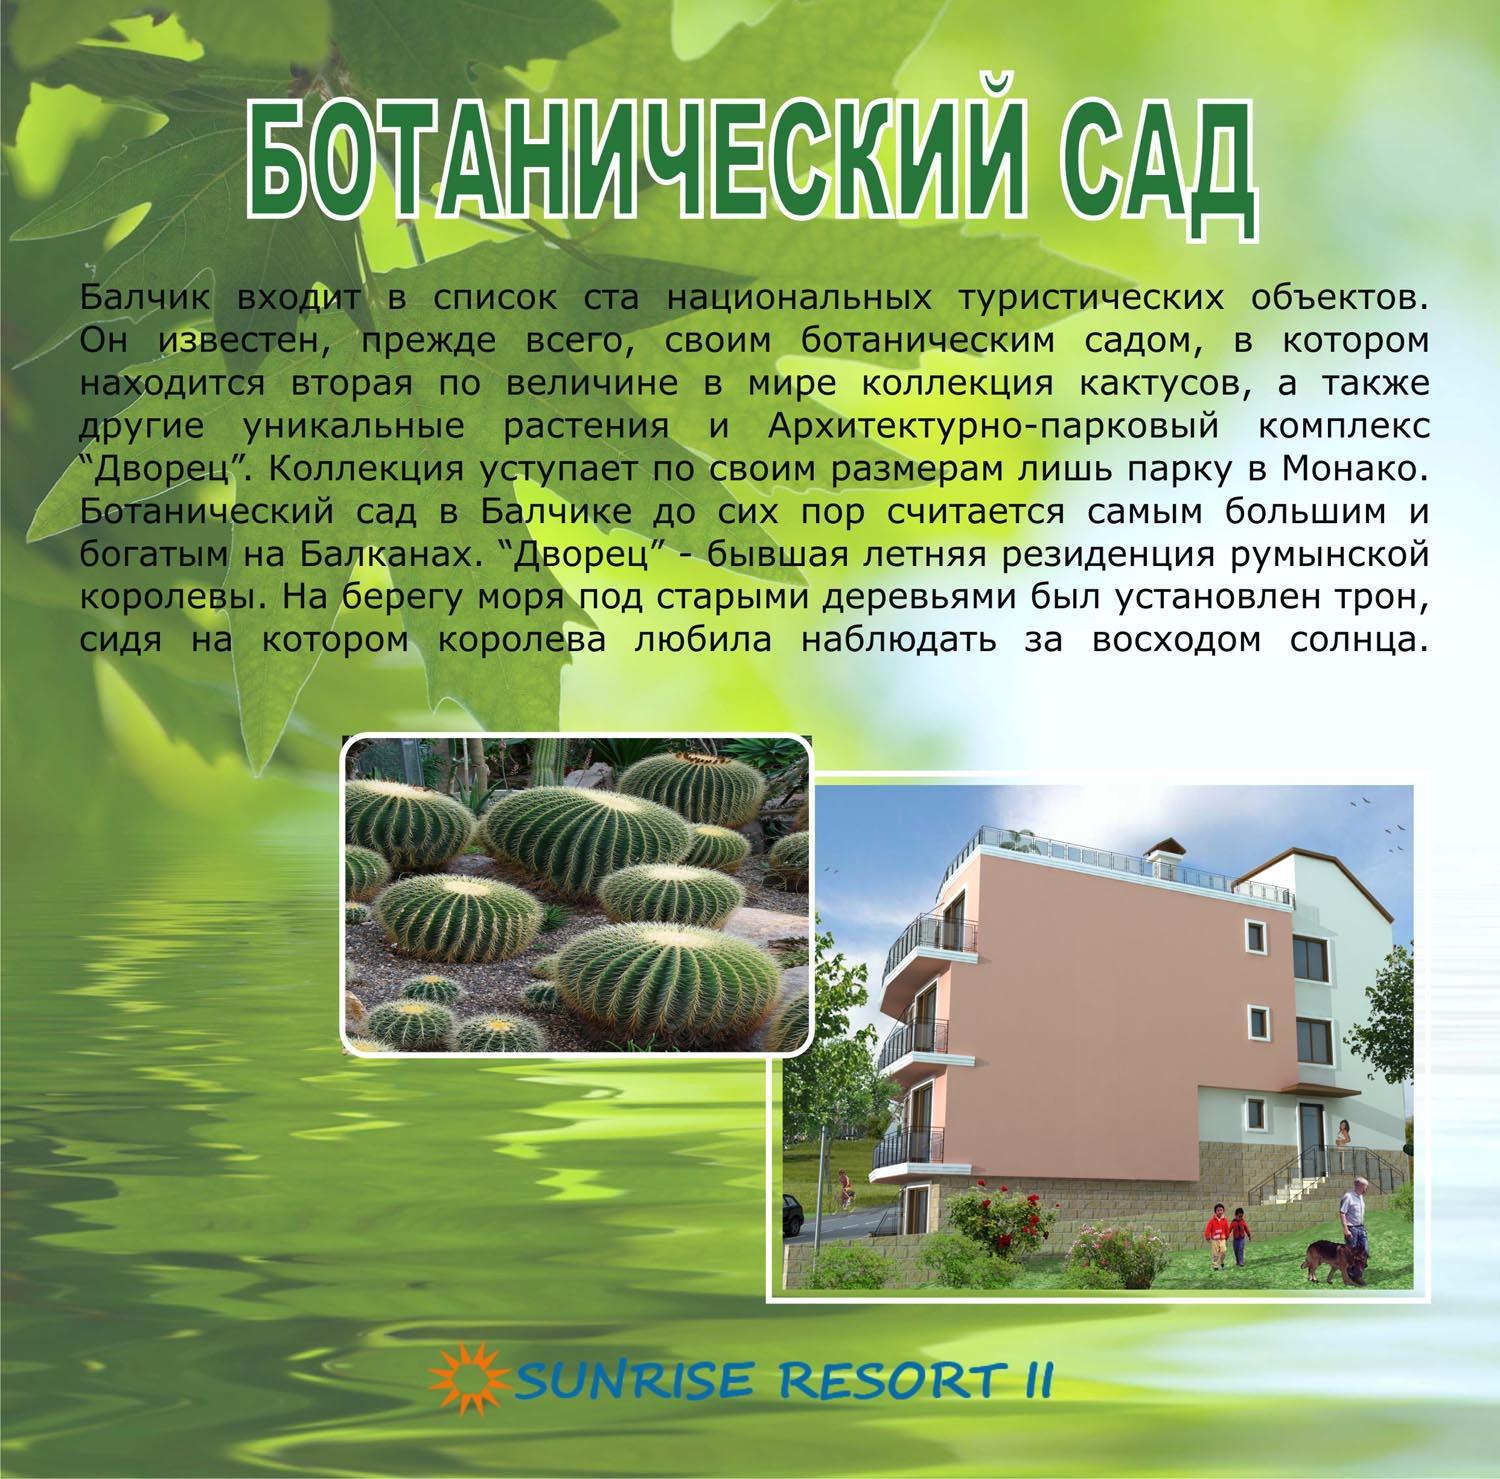 БОТАНИЧЕСКИЙ САД
Балчик входит в список ста национальных туристических объектов.
Он известен, прежде всего, своим ботаническим садом, в котором
находится вторая по величине в мире коллекция кактусов, а также
другие уникальные растения и Архитектурно-парковый комплекс
“Дворец”. Коллекция уступает по своим размерам лишь парку в Монако.
Ботанический сад в Балчике до сих пор считается самым большим и
богатым на Балканах. “Дворец” - бывшая летняя резиденция румынской
королевы. На берегу моря под старыми деревьями был установлен трон,
сидя на котором королева любила наблюдать за восходом солнца.
SUNRISE RESORT II